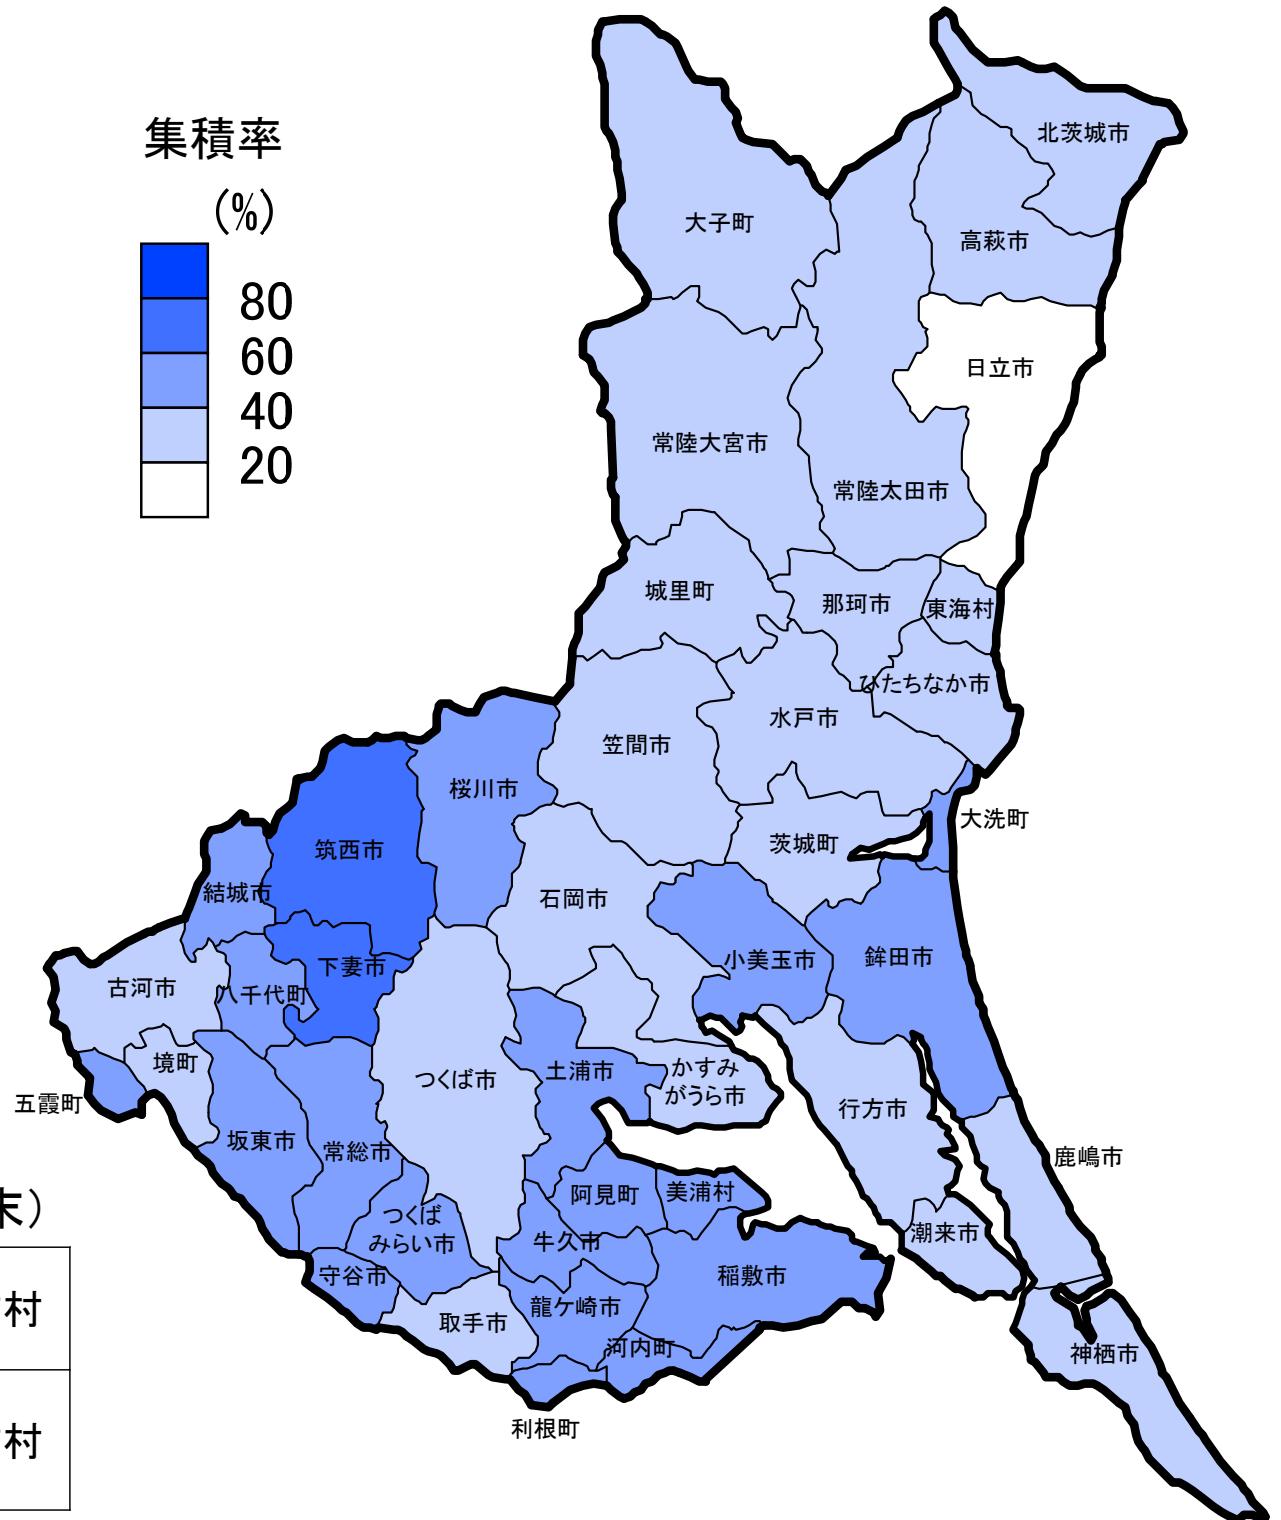 集積率
(%)
80
60
40
20
北茨城市
大子町
高萩市
日立市
常陸大宮市
常陸太田市
城里町
那珂市
東海村
ひたちなか市
水戸市
笠間市
桜川市
大洗町
茨城町
筑西市
結城市
石岡市
小美玉市
鉾田市
下妻市
古河市
八千代町
境町
つくば市
土浦市
かすみ
がうら市
五霞町
行方市
坂東市
常総市
鹿嶋市
阿見町
美浦村
末）
つくば
みらい市
牛久市
潮来市
守谷市
稲敷市
村
龍ケ崎市
取手市
河内町
神栖市
利根町
村